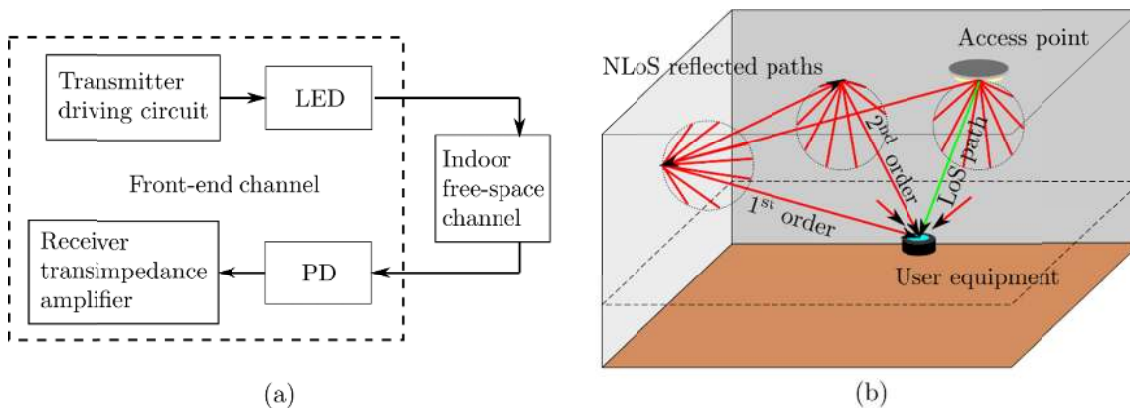 Transmitter
driving circuit
LED
Front-end channel
Indoor
free-space
channel
Receiver
transimpedance
amplifier
PD
(a)
Access point
NLoS reflected paths
2nd order
LoS path
1st order
User equipment
(b)